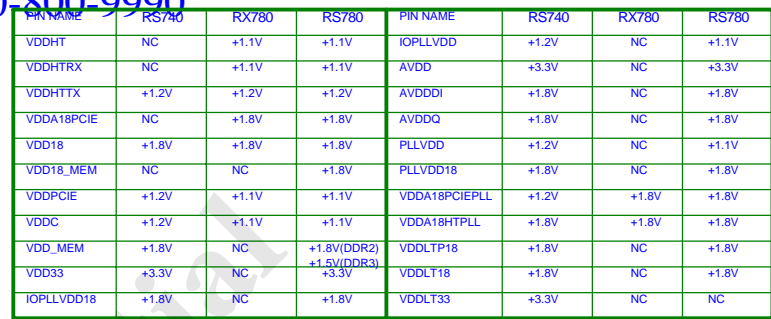 PIN NAME RS740 RX780 RS780 PIN NAME RS740 RX780 RS780
VDDHT NC +1.1V +1.1V IOPLLVDD +1.2V NC +1.1V
VDDHTRX NC +1.1V +1.1V AVDD +3.3V NC +3.3V
VDDHTTX +1.2V +1.2V +1.2V AVDDDI +1.8V NC +1.8V
VDDA18PCIE NC +1.8V +1.8V AVDDQ +1.8V NC +1.8V
VDD18 +1.8V +1.8V +1.8V PLLVDD +1.2V NC +1.1V
VDD18_MEM NC NC +1.8V PLLVDD18 +1.8V NC +1.8V
VDDPCIE +1.2V +1.1V +1.1V VDDA18PCIEPLL +1.2V +1.8V +1.8V
VDDC +1.2V +1.1V +1.1V VDDA18HTPLL +1.8V +1.8V +1.8V
VDD_MEM +1.8V NC +1.8V(DDR2) VDDLTP18 +1.8V NC +1.8V
+1.5V(DDR3)
VDD33 +3.3V NC +3.3V VDDLT18 +1.8V NC +1.8V
IOPLLVDD18 +1.8V NC +1.8V VDDLT33 +3.3V NC NC